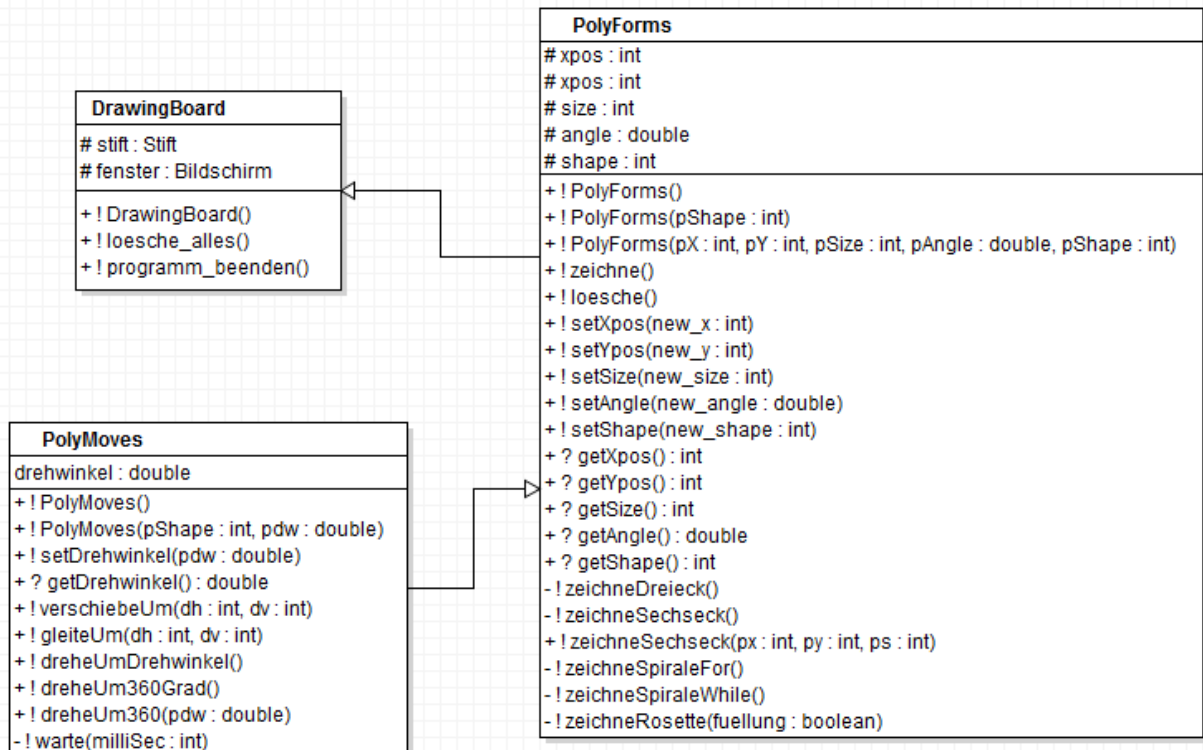 DrawingBoard
# stift : Stift
# fenster : Bildschirm
+ ! DrawingBoard()
+ ! loesche_alles()
+ ! programm_beenden()
PolyMoves
drehwinkel : double
+ ! PolyMoves()
+ ! PolyMoves(pShape : int, pdw : double)
+ ! setDrehwinkel(pdw : double)
+ ? getDrehwinkel() : double
+ ! verschiebeUm(dh : int, dv : int)
+ ! gleiteUm(dh : int, dv : int)
+ ! dreheUmDrehwinkel()
+ ! dreheUm360Grad()
+ ! dreheUm360(pdw : double)
- ! warte(milliSec : int)
PolyForms
# xpos : int
# xpos : int
# size : int
# angle : double
# shape : int
+ ! PolyForms()
+ ! PolyForms(pShape : int)
+ ! PolyForms(pX : int, pY : int, pSize : int, pAngle : double, pShape : int)
+ ! zeichne()
+ ! loesche()
+ ! setXpos(new_x : int)
+ ! setYpos(new_y : int)
+ ! setSize(new_size : int)
+ ! setAngle(new_angle : double)
+ ! setShape(new_shape : int)
+ ? getXpos() : int
+ ? getYpos() : int
+ ? getSize() : int
+ ? getAngle() : double
+ ? getShape() : int
- ! zeichneDreieck()
- ! zeichneSechseck()
+ ! zeichneSechseck(px : int, py : int, ps : int)
- ! zeichneSpiraleFor()
- ! zeichneSpiraleWhile()
- ! zeichneRosette(fuellung : boolean)